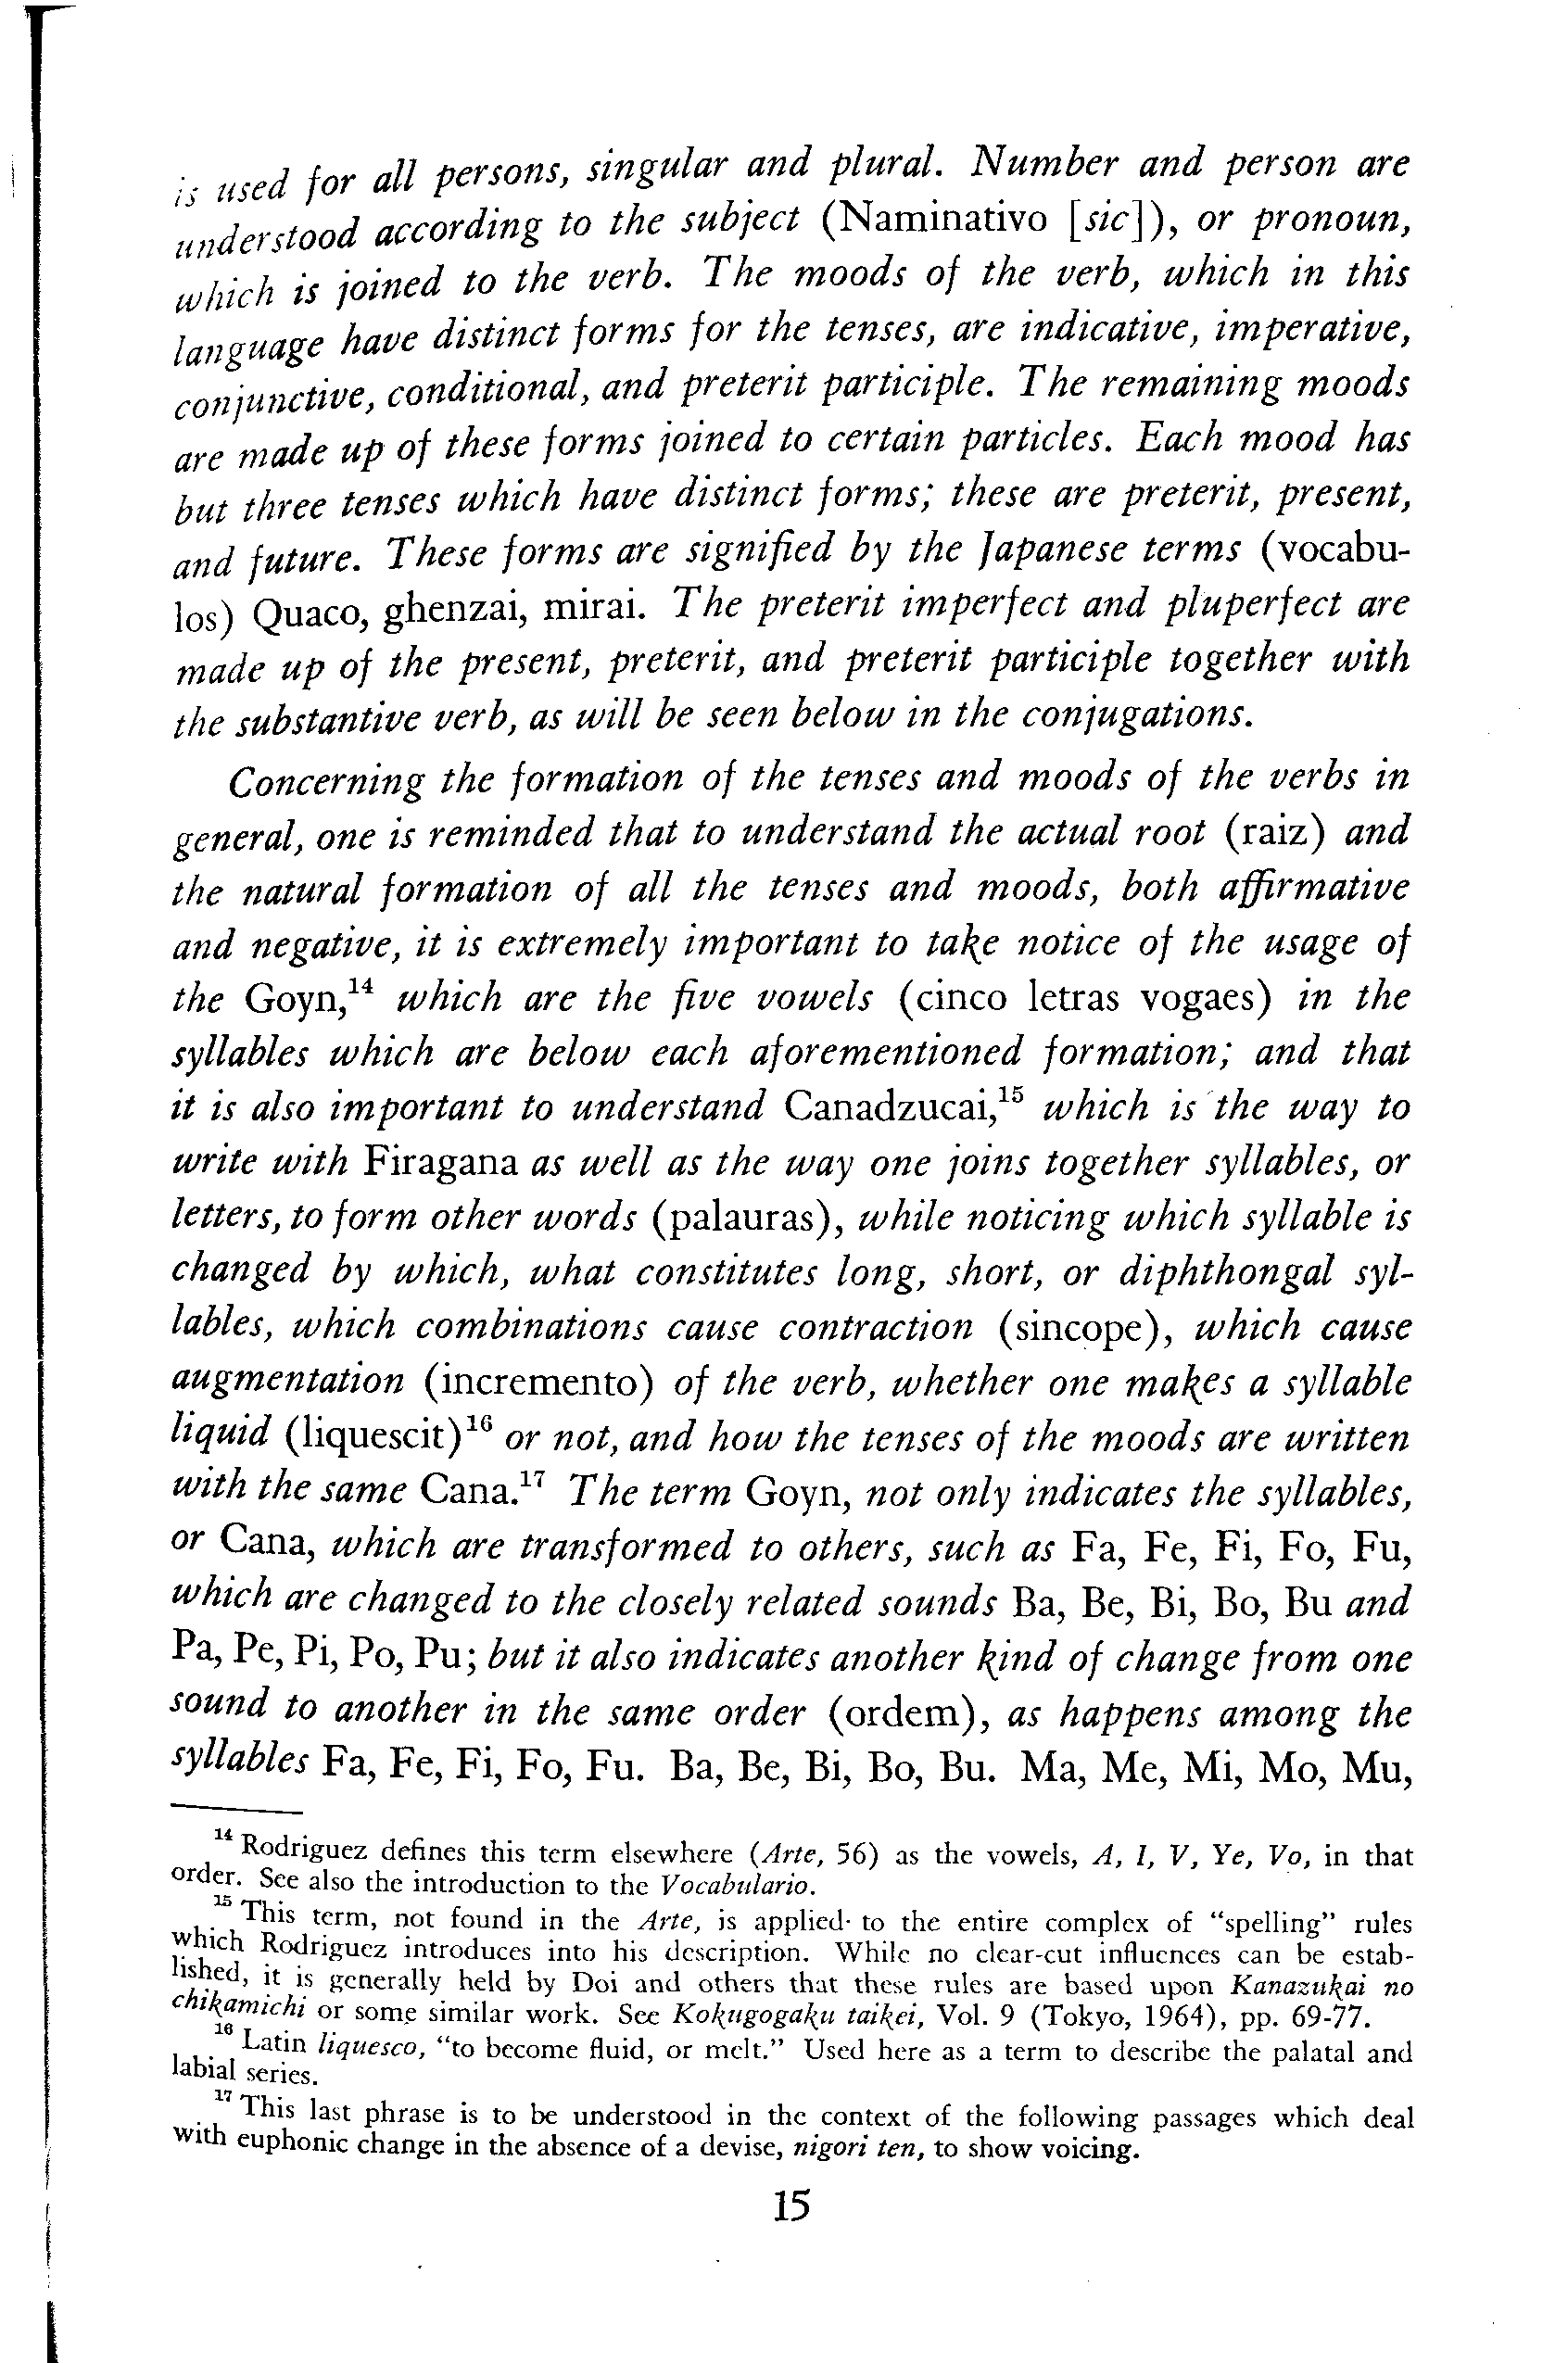 is used for all persons, singular and plural. Number and person are
understood according to the subject (Naminativo [sic]), or pronoun,
which is joined to the verb. The moods of the verb, which in this
language have distinct forms for the tenses, are indicative, imperative,
conjunctive, conditional, and preterit participle. The remaining moods
are made up of these forms joined to certain particles. Each mood has
but three tenses which have distinct forms; these are preterit, present,
and future. These forms are signified by the Japanese terms (vocabu-
los) Quaco, ghenzai, mirai. The preterit imperfect and pluperfect are
made up of the present, preterit, and preterit participle together with
the substantive verb, as will be seen below in the conjugations.
Concerning the formation of the tenses and moods of the verbs in
general, one is reminded that to understand the actual root (raiz) and
the natural formation of all the tenses and moods, both affirmative
and negative, it is extremely important to take notice of the usage of
the Goyn,¹⁴ which are the five vowels (cinco letras vogaes) in the
syllables which are below each aforementioned formation; and that
it is also important to understand Canadzucai,¹⁵ which is the way to
write with Firagana as well as the way one joins together syllables, or
letters, to form other words (palauras), while noticing which syllable is
changed by which, what constitutes long, short, or diphthongal syl-
lables, which combinations cause contraction (sincope), which cause
augmentation (incremento) of the verb, whether one makes a syllable
liquid (liquescit)¹⁶ or not, and how the tenses of the moods are written
with the same Cana.¹⁷ The term Goyn, not only indicates the syllables,
or Cana, which are transformed to others, such as Fa, Fe, Fi, Fo, Fu,
which are changed to the closely related sounds Ba, Be, Bi, Bo, Bu and
Pa, Pe, Pi, Po, Pu; but it also indicates another kind of change from one
sound to another in the same order (ordem), as happens among the
syllables Fa, Fe, Fi, Fo, Fu. Ba, Be, Bi, Bo, Bu. Ma, Me, Mi, Mo, Mu,
¹⁴ Rodriguez defines this term elsewhere (Arte, 56) as the vowels, A, I, V, Ye, Vo, in that
order. See also the introduction to the Vocabulario.
¹⁵ This term, not found in the Arte, is applied to the entire complex of “spelling” rules
which Rodriguez introduces into his description. While no clear-cut influences can be estab-
lished, it is generally held by Doi and others that these rules are based upon Kanazukai no
chikamichi or some similar work. See Kokugogaku taikei, Vol. 9 (Tokyo, 1964), pp. 69-77.
¹⁶ Latin liquesco, “to become fluid, or melt.” Used here as a term to describe the palatal and
labial series.
¹⁷ This last phrase is to be understood in the context of the following passages which deal
with euphonic change in the absence of a devise, nigori ten, to show voicing.
15